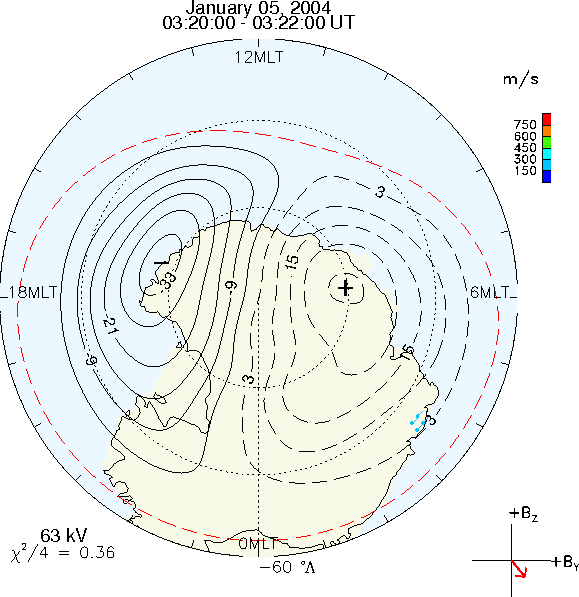 January 05, 2004
03:20:00 - 03:22:00 UT
12MLT
m/s
750
600
450
300
150
3
15
-33
-9
18MLT
6MLT
-21
15
-9
3
3
+B_Z
63 kV
χ²/4 = 0.36
0MLT
-60 °Λ
+B_Y